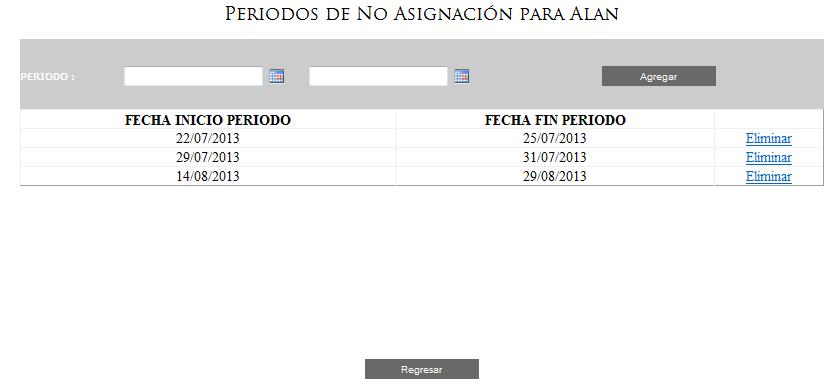 Periodos de No Asignación para Alan
PERIODO :
Agregar
FECHA INICIO PERIODO FECHA FIN PERIODO
22/07/2013 25/07/2013 Eliminar
29/07/2013 31/07/2013 Eliminar
14/08/2013 29/08/2013 Eliminar
Regresar